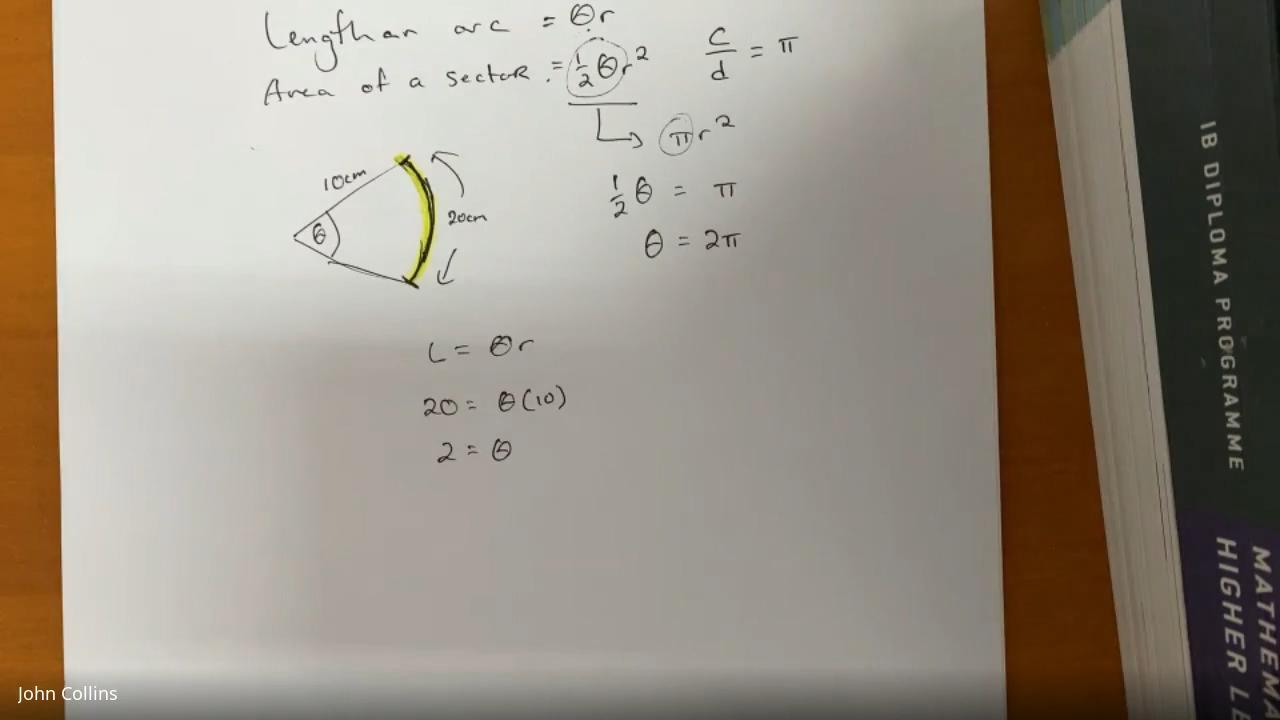 Length an arc = θr
Area of a sector = ½θr²
C/d = π
πr²
10cm
θ
20cm
½θ = π
θ = 2π
L = θr
20 = θ(10)
2 = θ
IB DIPLOMA PROGRAMME
MATHEMA
HIGHER LE
John Collins